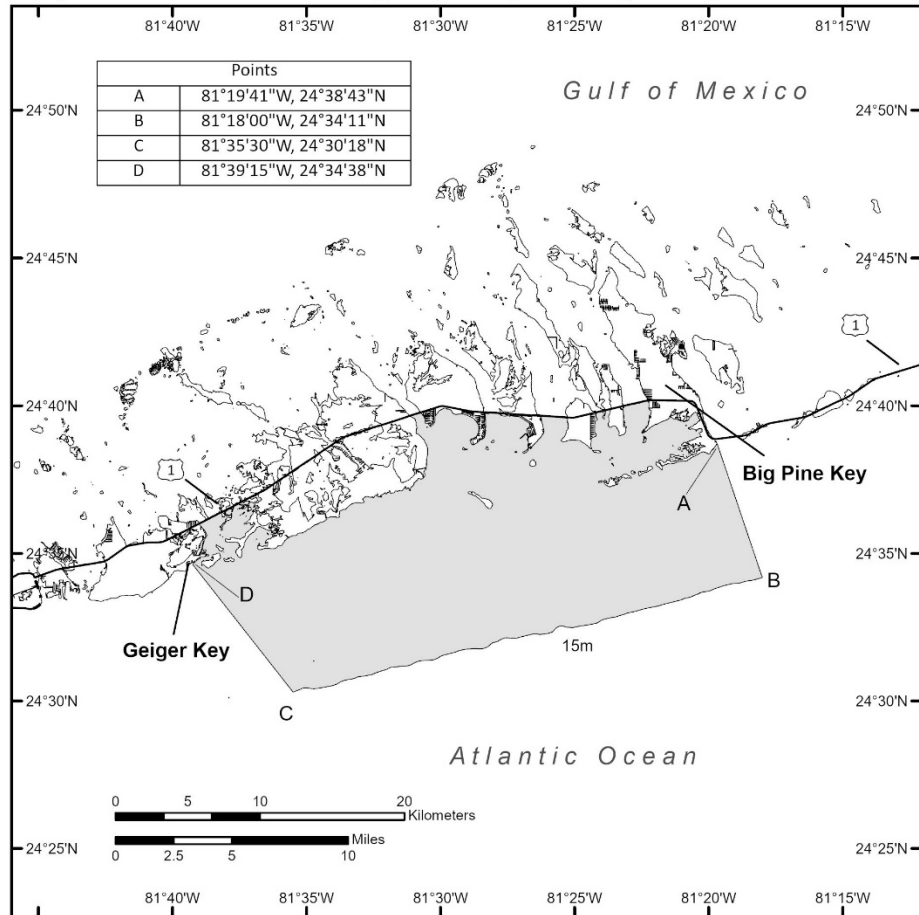 81°40'W 81°35'W 81°30'W 81°25'W 81°20'W 81°15'W
Points
A 81°19'41"W, 24°38'43"N
B 81°18'00"W, 24°34'11"N
C 81°35'30"W, 24°30'18"N
D 81°39'15"W, 24°34'38"N
Gulf of Mexico
24°50'N 24°50'N
24°45'N 24°45'N
1
24°40'N 24°40'N
1
Big Pine Key
A
24°35'N 24°35'N
B
D
Geiger Key
15m
24°30'N 24°30'N
C
Atlantic Ocean
0 5 10 20
Kilometers
Miles
0 2.5 5 10
24°25'N 24°25'N
81°40'W 81°35'W 81°30'W 81°25'W 81°20'W 81°15'W